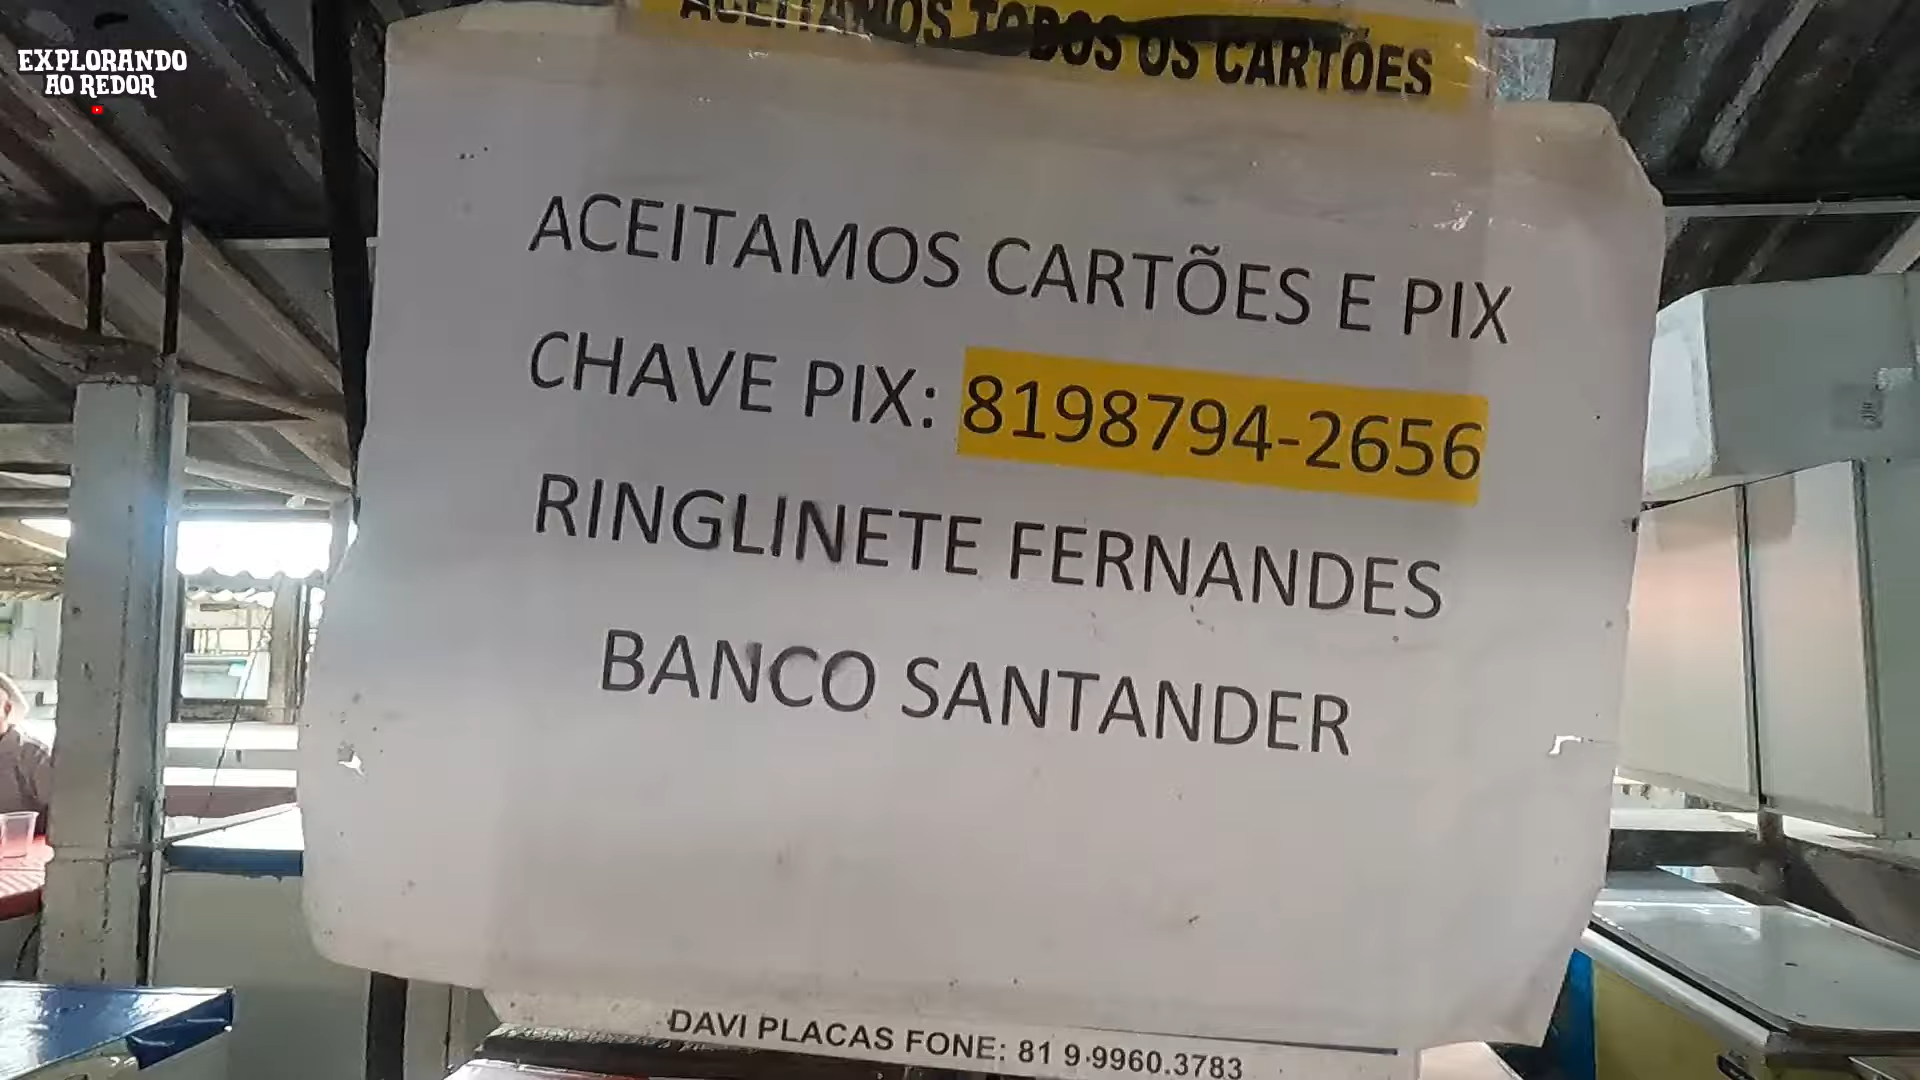 EXPLORANDO
AO REDOR
ACEITAMOS TODOS OS CARTÕES
ACEITAMOS CARTÕES E PIX
CHAVE PIX: 8198794-2656
RINGLINETE FERNANDES
BANCO SANTANDER
DAVI PLACAS FONE: 81 9.9960.3783